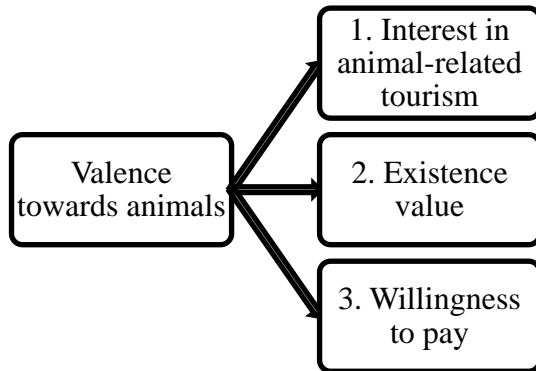 Valence
towards animals
1. Interest in
animal-related
tourism
2. Existence
value
3. Willingness
to pay